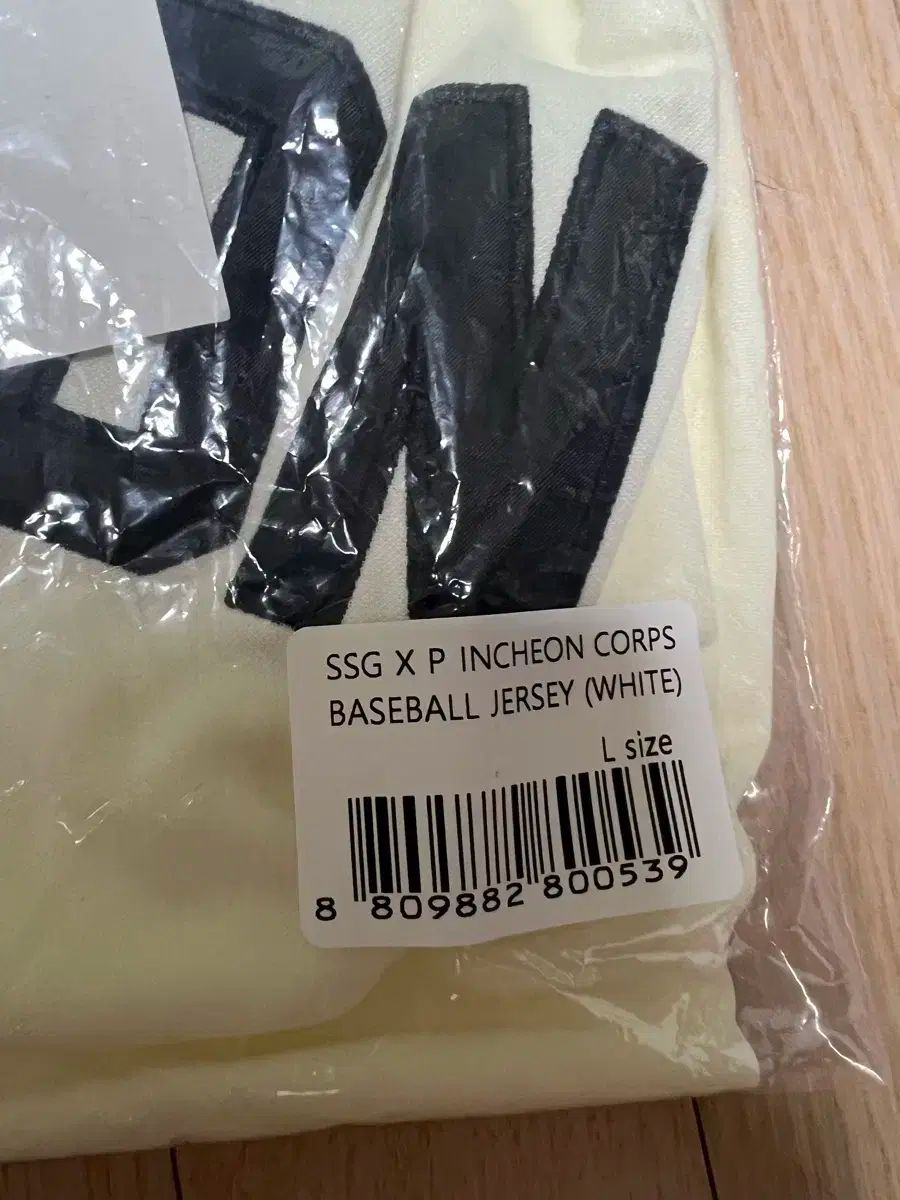 N
SSG X P INCHEON CORPS
BASEBALL JERSEY (WHITE)
L size
8 809882 800539